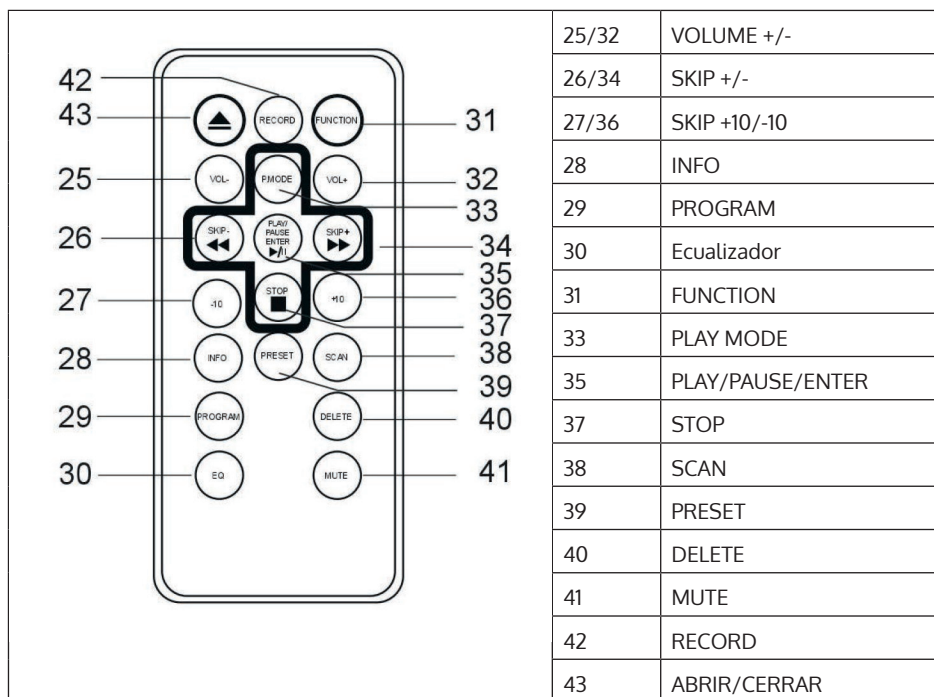 42
43
RECORD
FUNCTION
31
25
VOL-
P.MODE
VOL+
32
33
26
SKIP-
PLAY/
PAUSE
ENTER
SKIP+
34
35
27
-10
STOP
+10
36
37
28
INFO
PRESET
SCAN
38
39
29
PROGRAM
DELETE
40
30
EQ
MUTE
41
25/32 VOLUME +/-
26/34 SKIP +/-
27/36 SKIP +10/-10
28 INFO
29 PROGRAM
30 Ecualizador
31 FUNCTION
33 PLAY MODE
35 PLAY/PAUSE/ENTER
37 STOP
38 SCAN
39 PRESET
40 DELETE
41 MUTE
42 RECORD
43 ABRIR/CERRAR